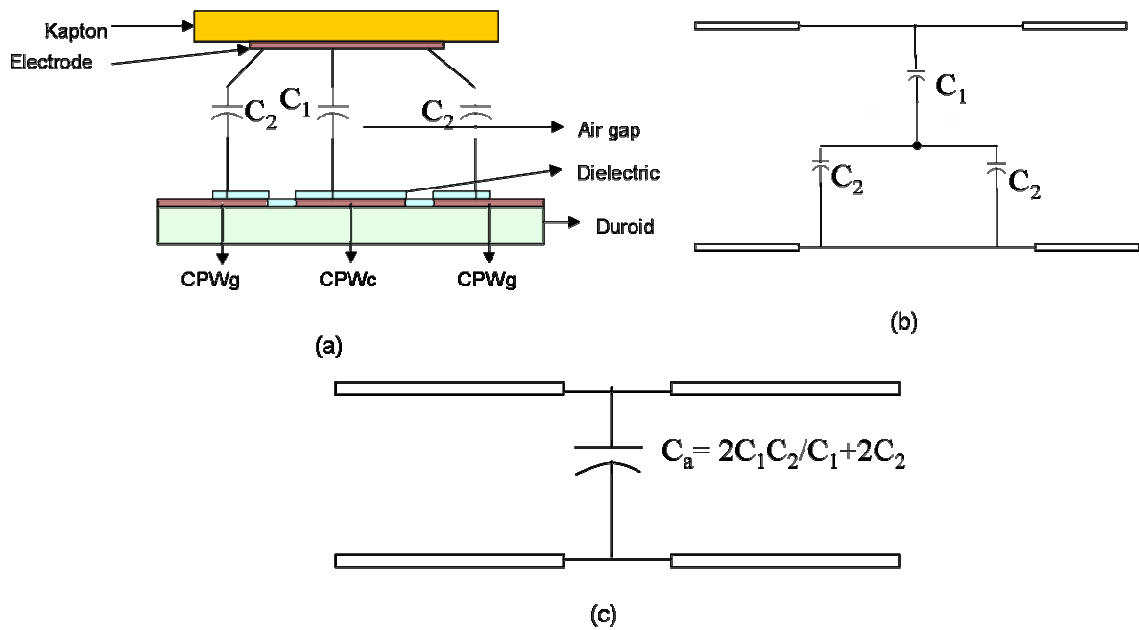 Kapton
Electrode
C₂ C₁ C₂
Air gap
Dielectric
Duroid
CPWg CPWc CPWg
(a)
C₁
C₂ C₂
(b)
Cₐ= 2C₁C₂/C₁+2C₂
(c)